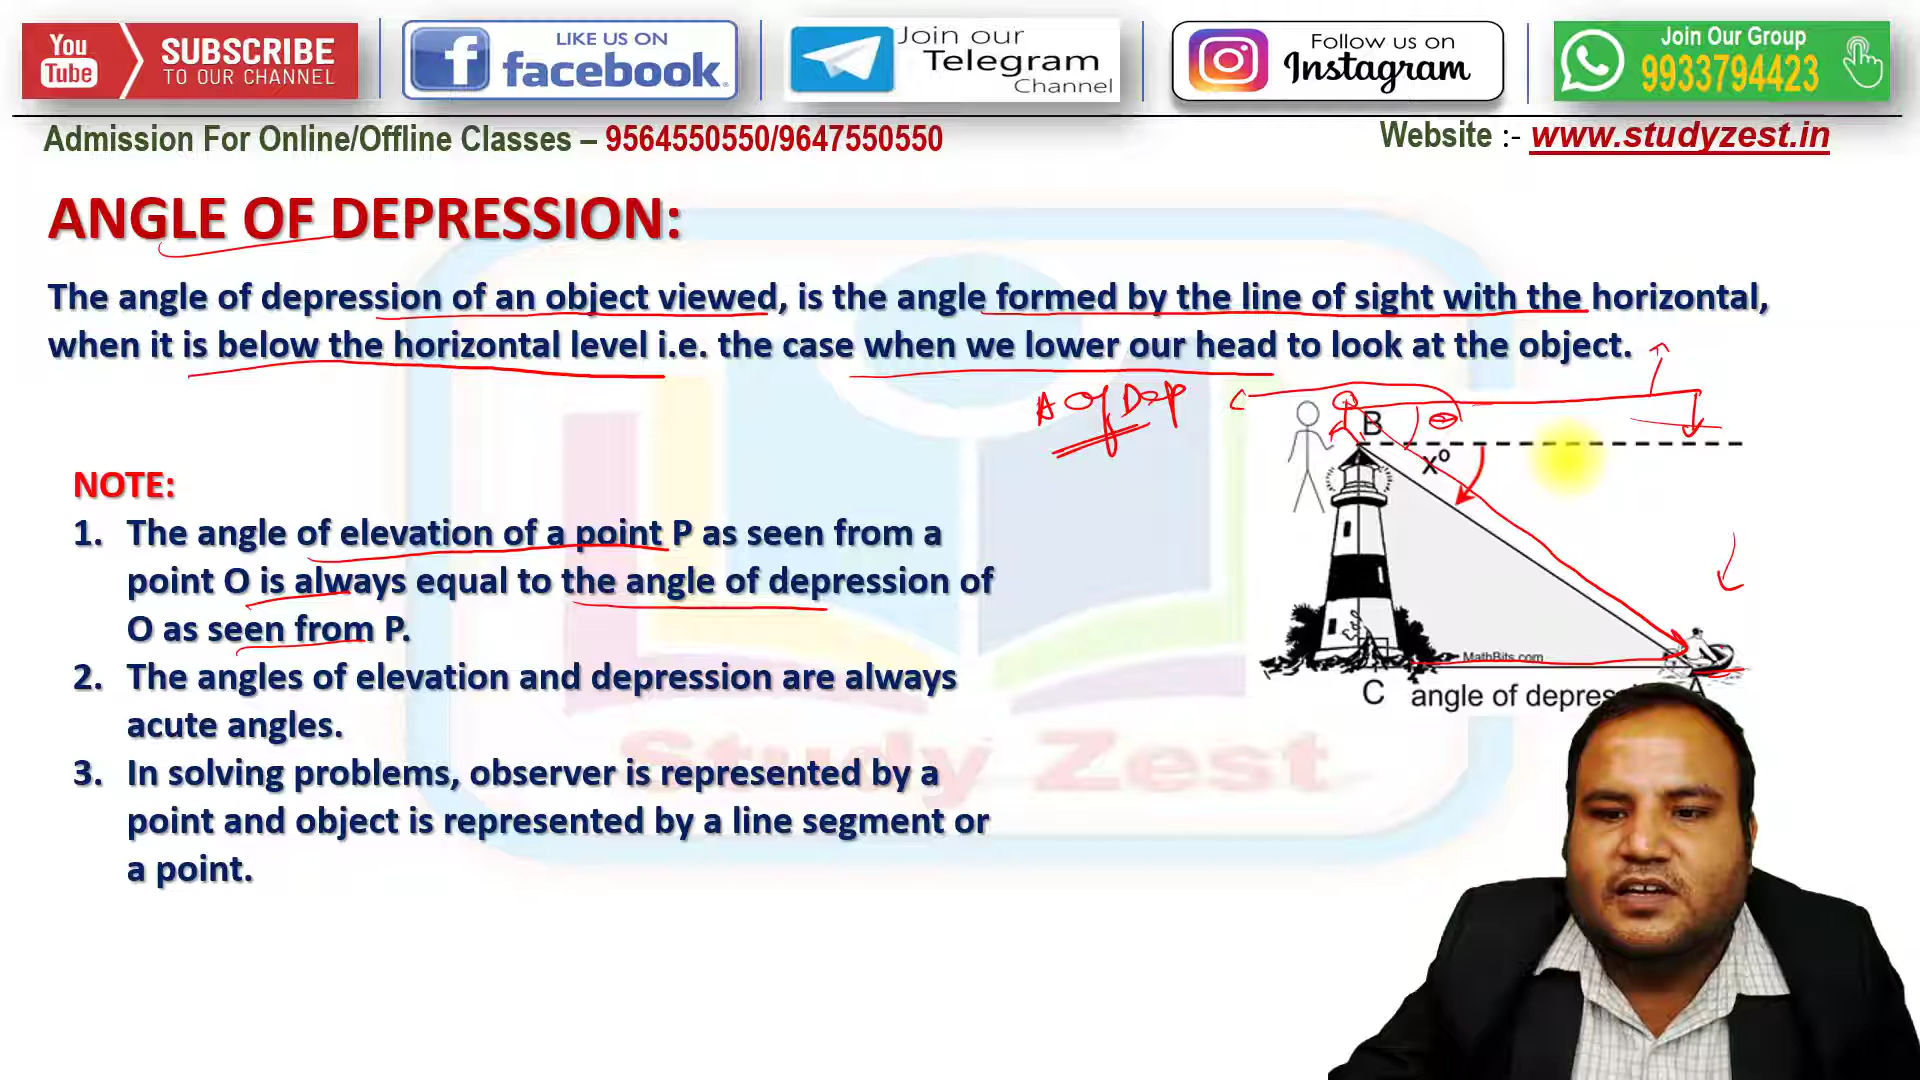 You Tube SUBSCRIBE TO OUR CHANNEL
LIKE US ON facebook.
Join our Telegram Channel
Follow us on Instagram
Join Our Group 9933794423
Admission For Online/Offline Classes – 9564550550/9647550550
Website :- www.studyzest.in
ANGLE OF DEPRESSION:
The angle of depression of an object viewed, is the angle formed by the line of sight with the horizontal,
when it is below the horizontal level i.e. the case when we lower our head to look at the object.
A of Dep
B
θ
x°
NOTE:
1. The angle of elevation of a point P as seen from a
point O is always equal to the angle of depression of
O as seen from P.
2. The angles of elevation and depression are always
acute angles.
3. In solving problems, observer is represented by a
point and object is represented by a line segment or
a point.
MathBits.com
C angle of depress
A
Study Zest